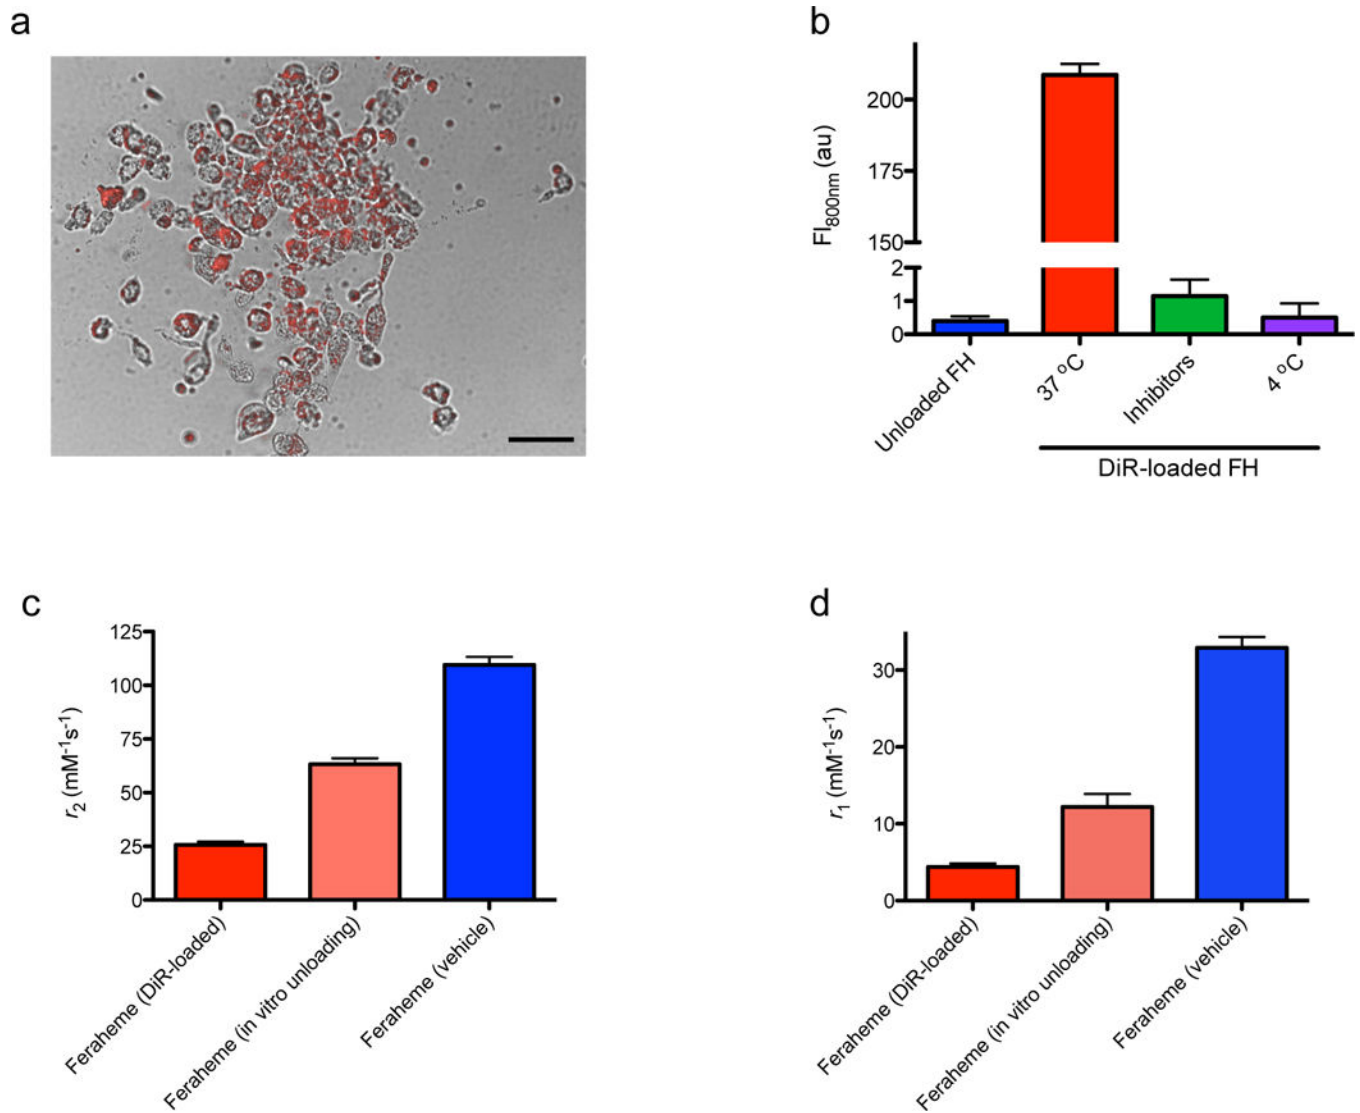 a
b
Fl800nm (au)
200
175
150
2
1
0
Unloaded FH
37 °C
Inhibitors
4 °C
DiR-loaded FH
c
r2 (mM-1s-1)
125
100
75
50
25
0
Feraheme (DiR-loaded)
Feraheme (in vitro unloading)
Feraheme (vehicle)
d
r1 (mM-1s-1)
30
20
10
0
Feraheme (DiR-loaded)
Feraheme (in vitro unloading)
Feraheme (vehicle)